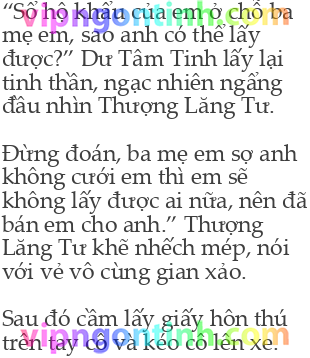 “Sổ hộ khẩu của em ở chỗ ba
mẹ em, sao anh có thể lấy
được?” Dư Tâm Tinh lấy lại
tinh thần, ngạc nhiên ngẩng
đầu nhìn Thượng Lăng Tư.
Đừng đoán, ba mẹ em sợ anh
không cưới em thì em sẽ
không lấy được ai nữa, nên đã
bán em cho anh.” Thượng
Lăng Tư khẽ nhếch mép, nói
với vẻ vô cùng gian xảo.
Sau đó cầm lấy giấy hôn thú
trên tay cô và kéo cô lên xe.
vipngontinh.com
vipngontinh.com